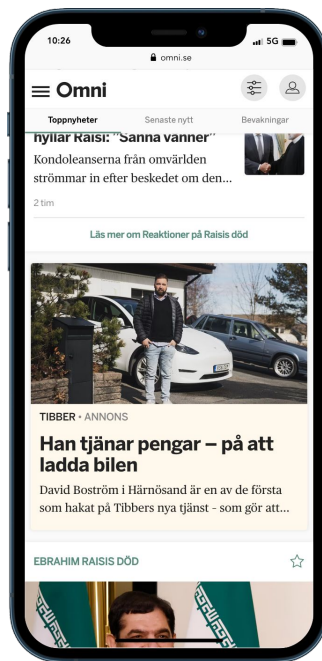 10:26
5G
omni.se
Omni
Toppnyheter
Senaste nytt
Bevakningar
hyllar Raisi: "Sanna vänner"
Kondoleanserna från omvärlden
strömmar in efter beskedet om den...
2 tim
Läs mer om Reaktioner på Raisis död
TIBBER • ANNONS
Han tjänar pengar – på att
ladda bilen
David Boström i Härnösand är en av de första
som hakat på Tibbers nya tjänst - som gör att...
EBRAHIM RAISIS DÖD